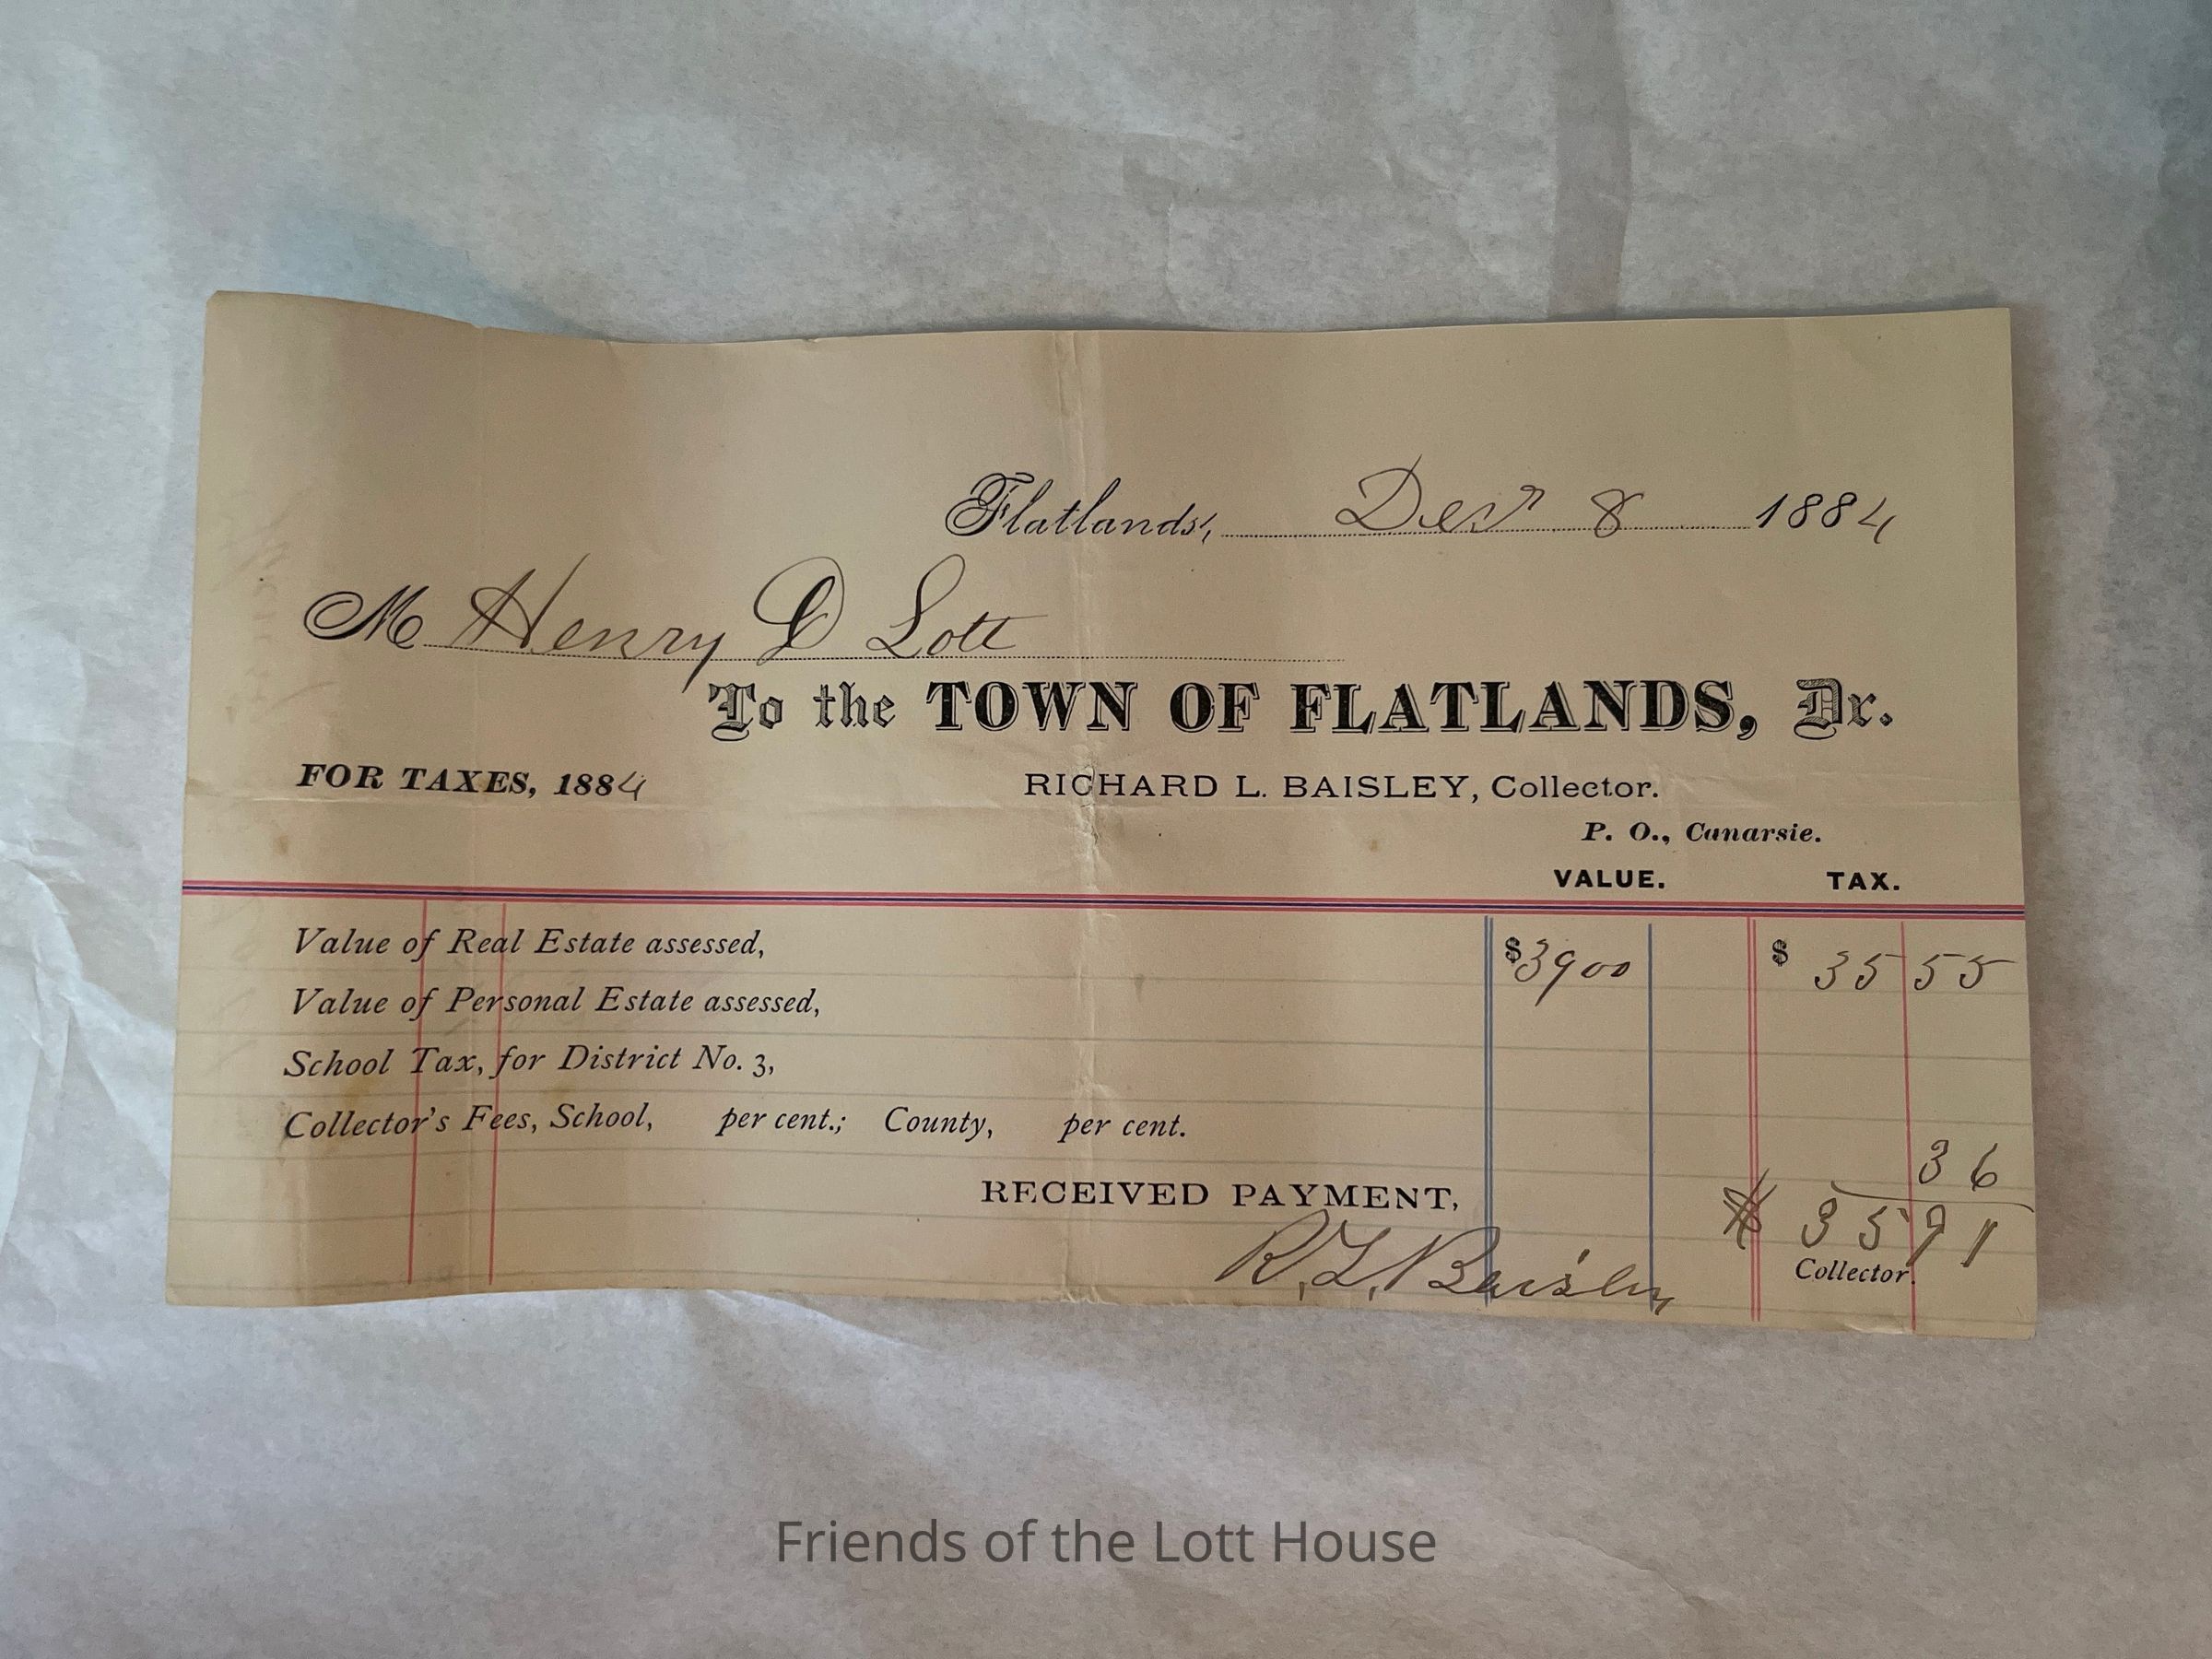 Flatlands, Decr 8 1884
M Henry D Lott
To the TOWN OF FLATLANDS, Dr.
FOR TAXES, 1884 RICHARD L. BAISLEY, Collector.
P. O., Canarsie.
VALUE. TAX.
Value of Real Estate assessed, $3900 $ 35 55
Value of Personal Estate assessed,
School Tax, for District No. 3,
Collector's Fees, School, per cent.; County, per cent.
36
RECEIVED PAYMENT,
$ 35 91
R. L. Baisley Collector.
Friends of the Lott House